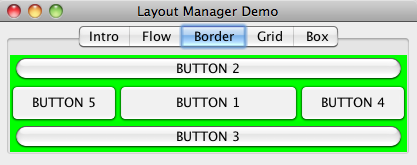 Layout Manager Demo
Intro Flow Border Grid Box
BUTTON 2
BUTTON 5 BUTTON 1 BUTTON 4
BUTTON 3